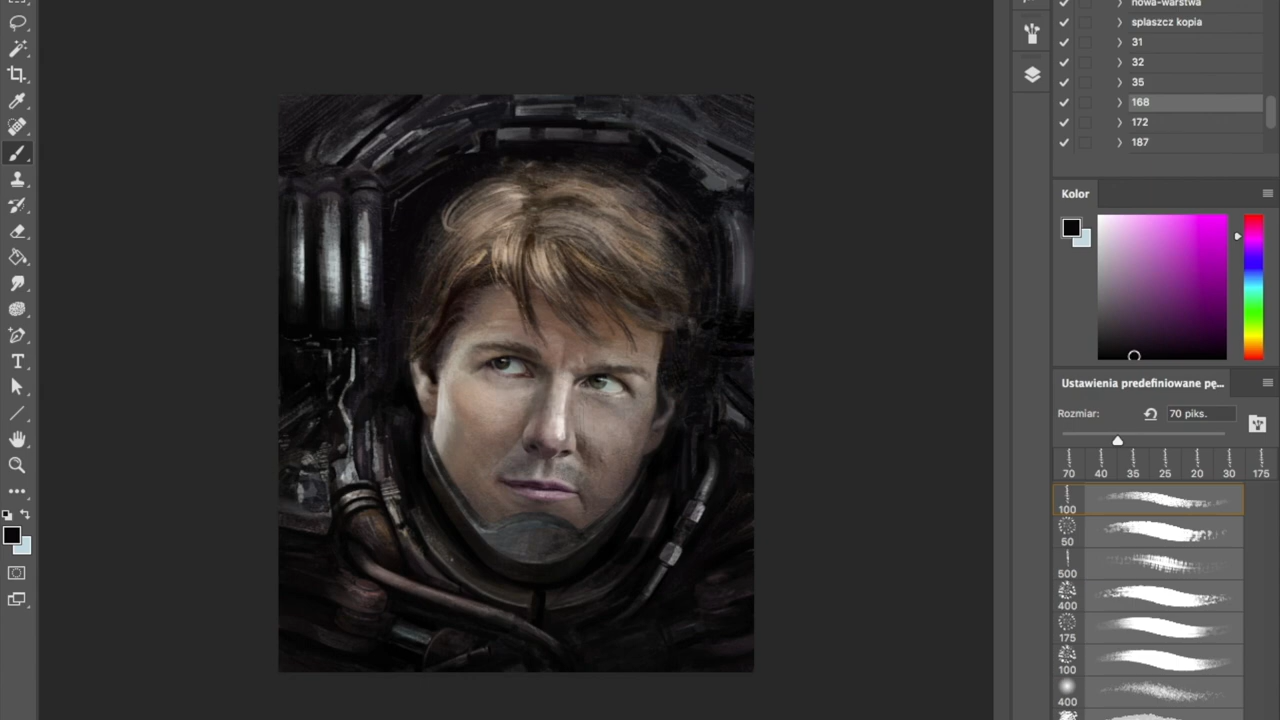 nowa-warstwa
splaszcz kopia
31
32
35
168
172
187
Kolor
Ustawienia predefiniowane pę...
Rozmiar:
70 piks.
70 40 35 25 20 30 175
100
50
500
400
175
100
400
T